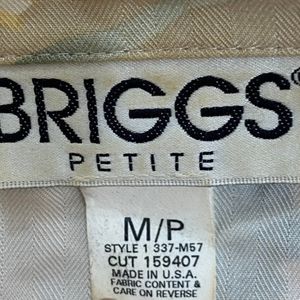 BRIGGS
PETITE
M/P
STYLE 1 337-M57
CUT 159407
MADE IN U.S.A.
FABRIC CONTENT &
CARE ON REVERSE